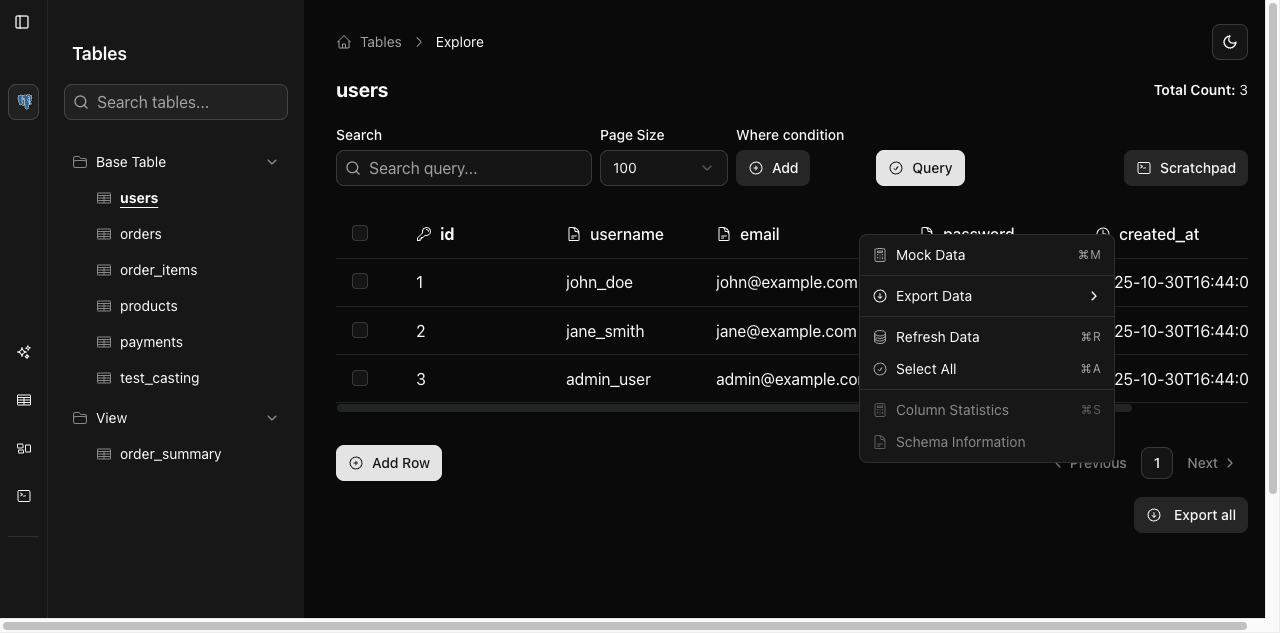 Tables
Search tables...
Base Table
users
orders
order_items
products
payments
test_casting
View
order_summary
Tables
Explore
users
Total Count: 3
Search
Page Size
Where condition
Search query...
100
Add
Query
Scratchpad
id
username
email
password
created_at
1
john_doe
john@example.com
25-10-30T16:44:0
2
jane_smith
jane@example.com
25-10-30T16:44:0
3
admin_user
admin@example.co
25-10-30T16:44:0
Mock Data ⌘M
Export Data
Refresh Data ⌘R
Select All ⌘A
Column Statistics ⌘S
Schema Information
Add Row
Previous
1
Next
Export all